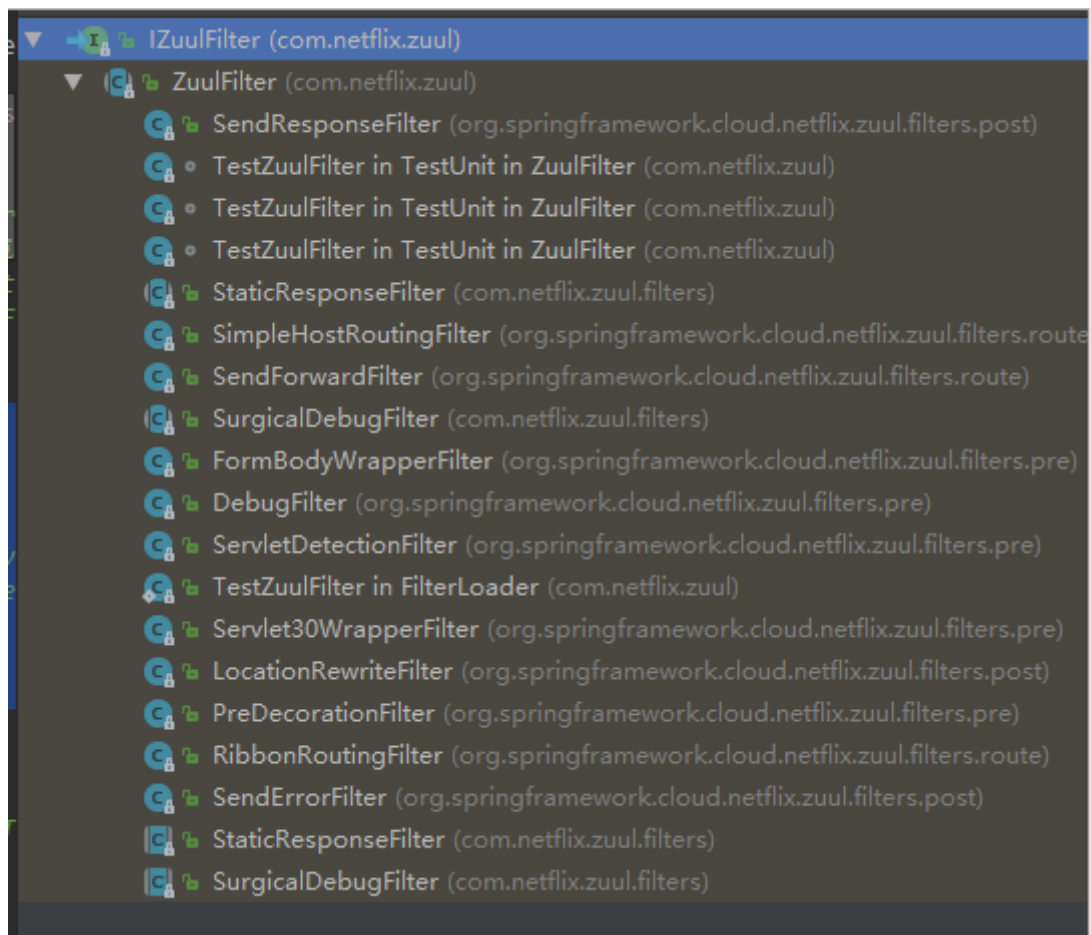 IZuulFilter (com.netflix.zuul)
ZuulFilter (com.netflix.zuul)
SendResponseFilter (org.springframework.cloud.netflix.zuul.filters.post)
TestZuulFilter in TestUnit in ZuulFilter (com.netflix.zuul)
TestZuulFilter in TestUnit in ZuulFilter (com.netflix.zuul)
TestZuulFilter in TestUnit in ZuulFilter (com.netflix.zuul)
StaticResponseFilter (com.netflix.zuul.filters)
SimpleHostRoutingFilter (org.springframework.cloud.netflix.zuul.filters.route
SendForwardFilter (org.springframework.cloud.netflix.zuul.filters.route)
SurgicalDebugFilter (com.netflix.zuul.filters)
FormBodyWrapperFilter (org.springframework.cloud.netflix.zuul.filters.pre)
DebugFilter (org.springframework.cloud.netflix.zuul.filters.pre)
ServletDetectionFilter (org.springframework.cloud.netflix.zuul.filters.pre)
TestZuulFilter in FilterLoader (com.netflix.zuul)
Servlet30WrapperFilter (org.springframework.cloud.netflix.zuul.filters.pre)
LocationRewriteFilter (org.springframework.cloud.netflix.zuul.filters.post)
PreDecorationFilter (org.springframework.cloud.netflix.zuul.filters.pre)
RibbonRoutingFilter (org.springframework.cloud.netflix.zuul.filters.route)
SendErrorFilter (org.springframework.cloud.netflix.zuul.filters.post)
StaticResponseFilter (com.netflix.zuul.filters)
SurgicalDebugFilter (com.netflix.zuul.filters)